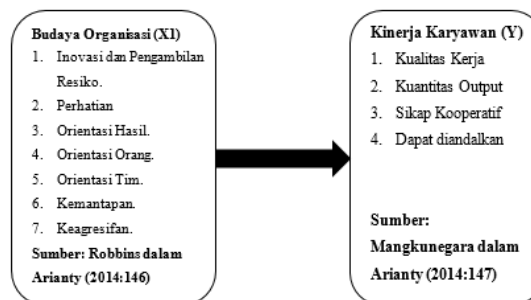 Budaya Organisasi (X1)
1. Inovasi dan Pengambilan
Resiko.
2. Perhatian
3. Orientasi Hasil.
4. Orientasi Orang.
5. Orientasi Tim.
6. Kemantapan.
7. Keagresifan.
Sumber: Robbins dalam
Arianty (2014:146)
Kinerja Karyawan (Y)
1. Kualitas Kerja
2. Kuantitas Output
3. Sikap Kooperatif
4. Dapat diandalkan
Sumber:
Mangkunegara dalam
Arianty (2014:147)